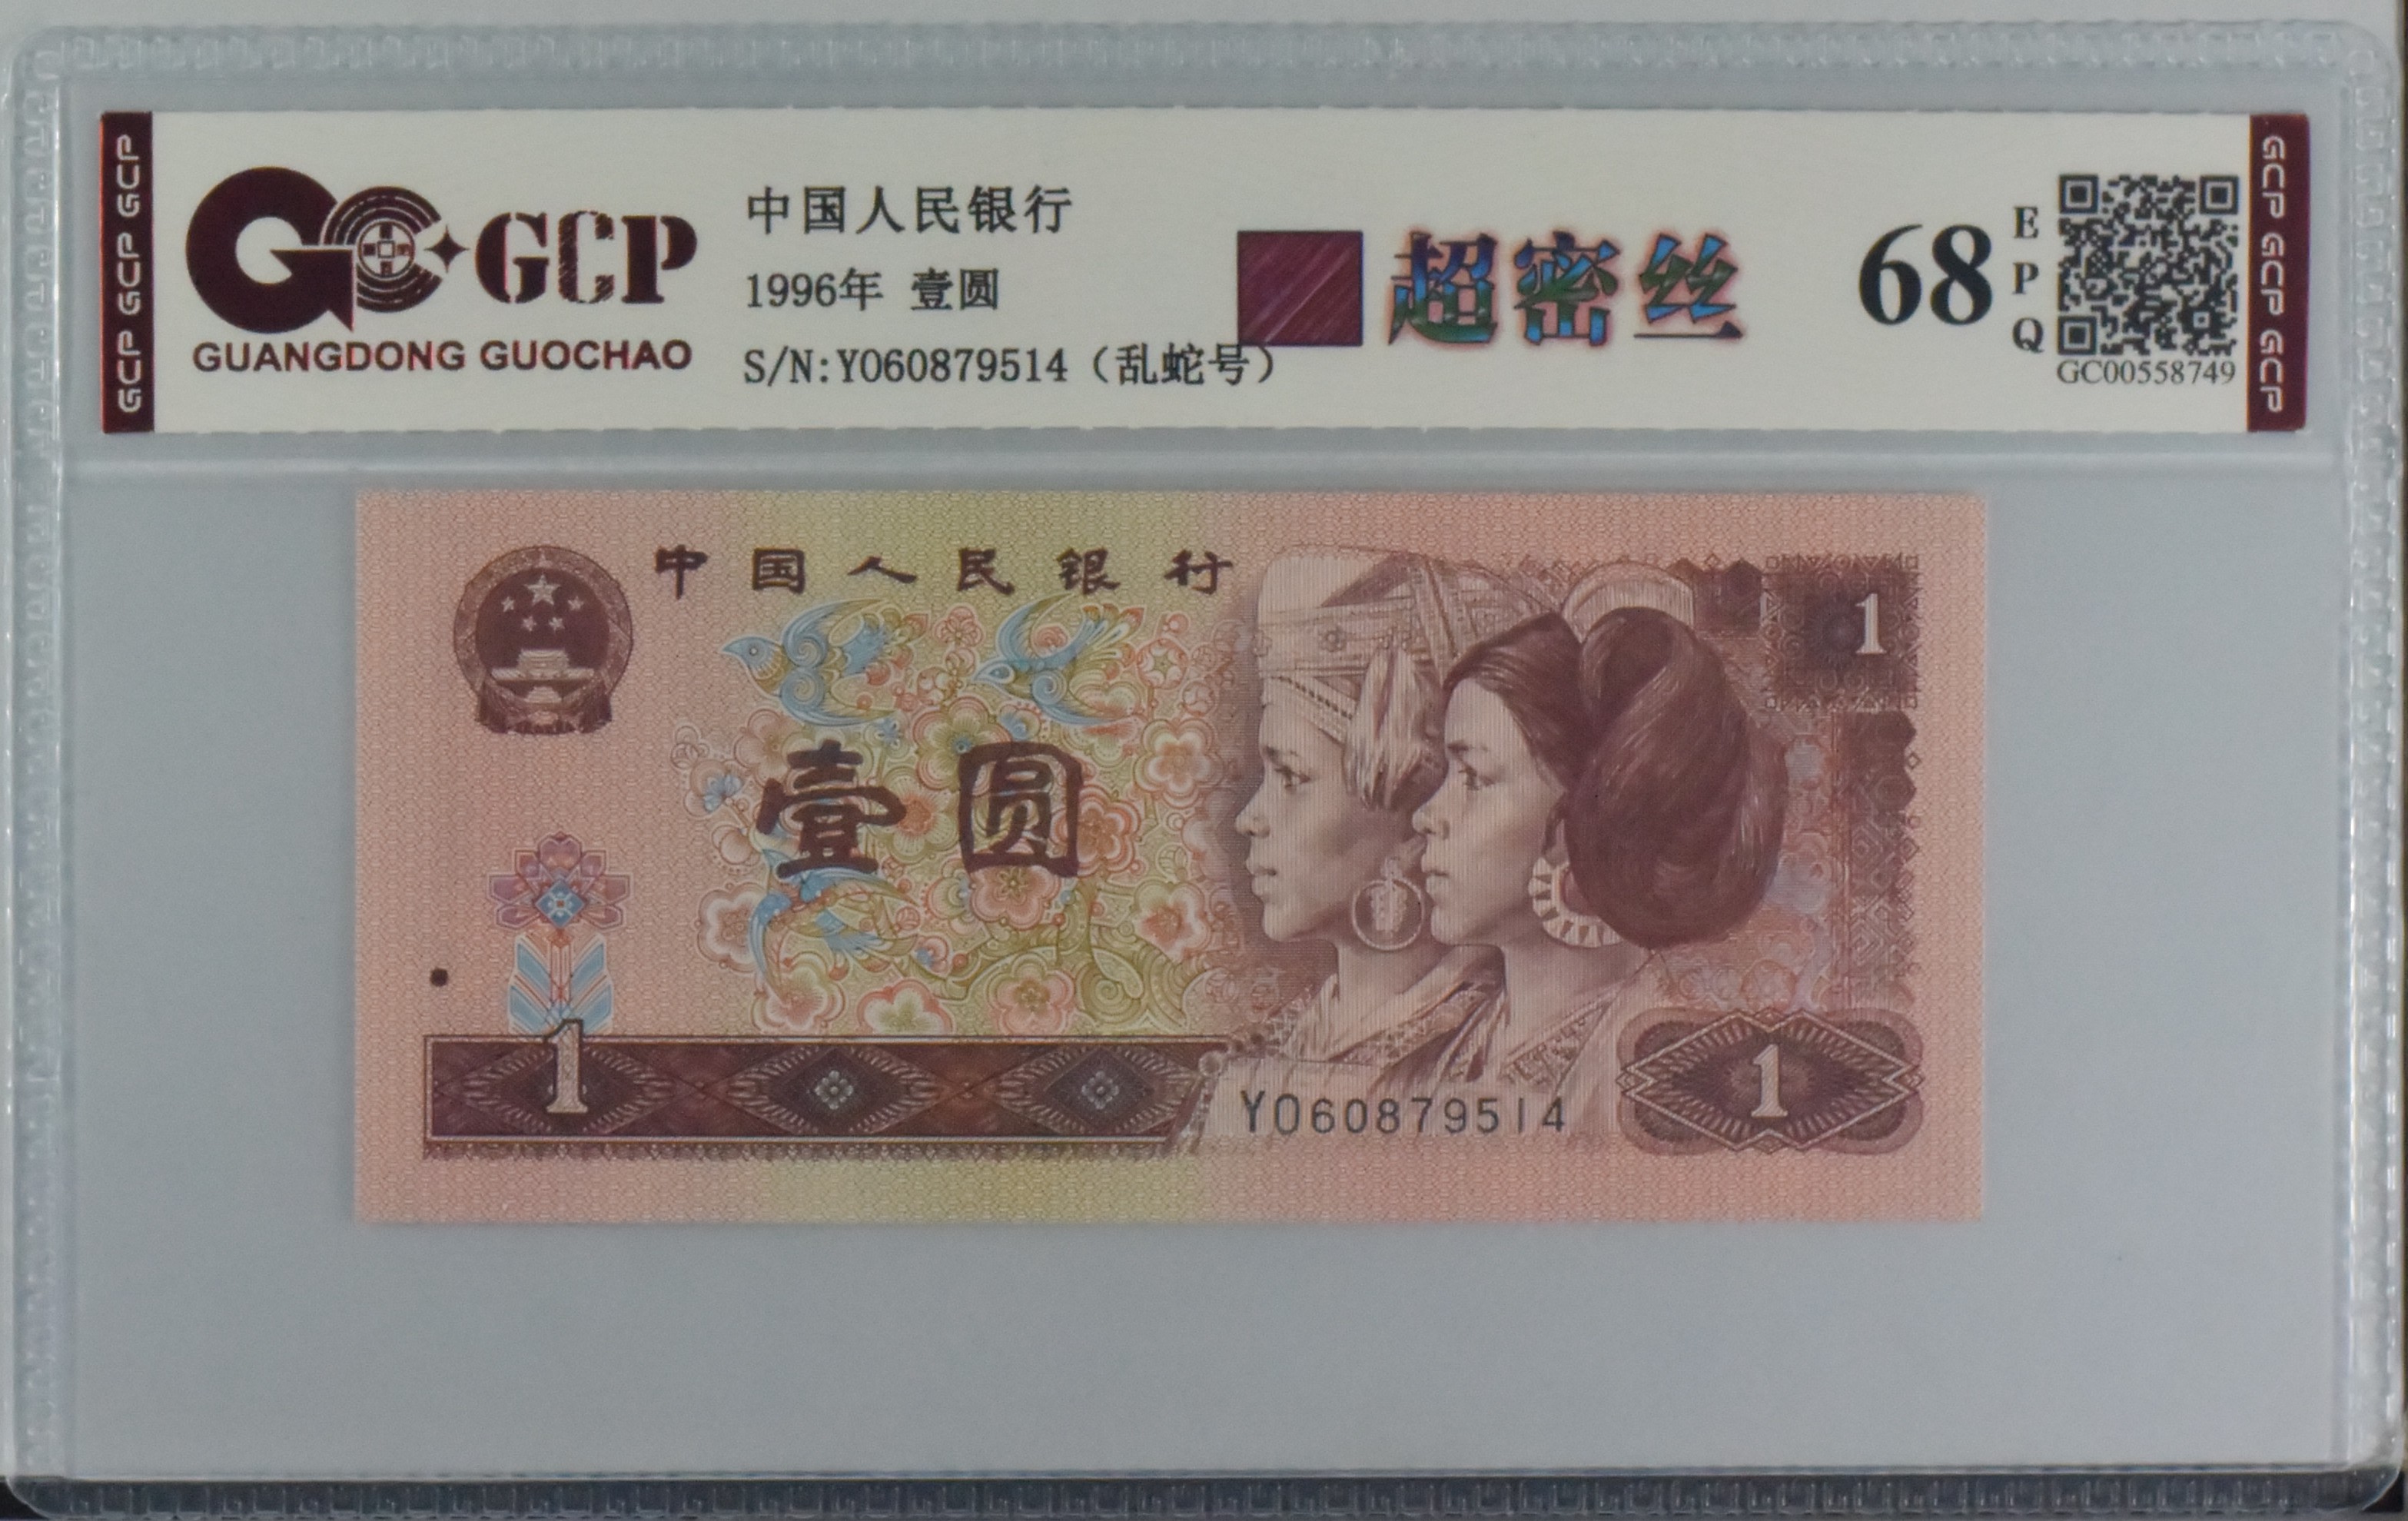 GCP GCP GCP
GCP
GUANGDONG GUOCHAO
中国人民银行
1996年 壹圆
S/N:YO60879514（乱蛇号）
超密丝
68
E
P
Q
GC00558749
GCP GCP GCP
中国人民银行
1
壹圆
1
YO60879514
1